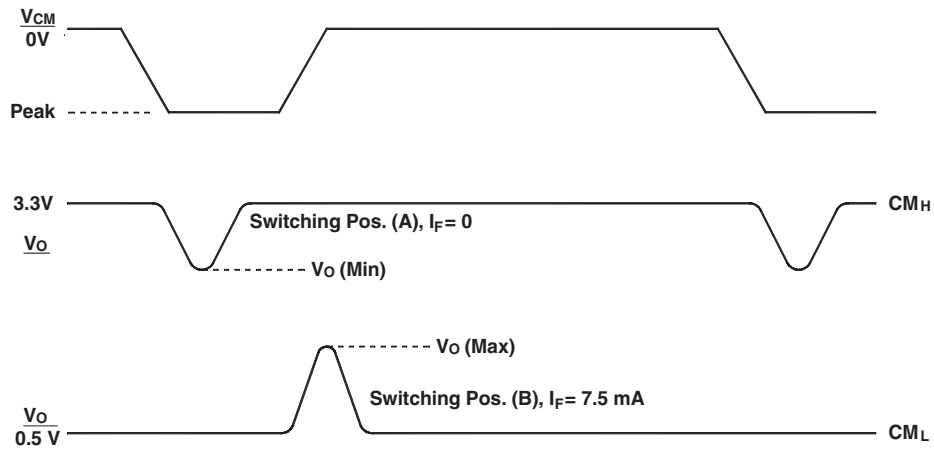 VCM
0V
Peak
3.3V
CMH
Switching Pos. (A), IF= 0
VO
VO (Min)
VO (Max)
Switching Pos. (B), IF= 7.5 mA
VO
0.5 V
CML